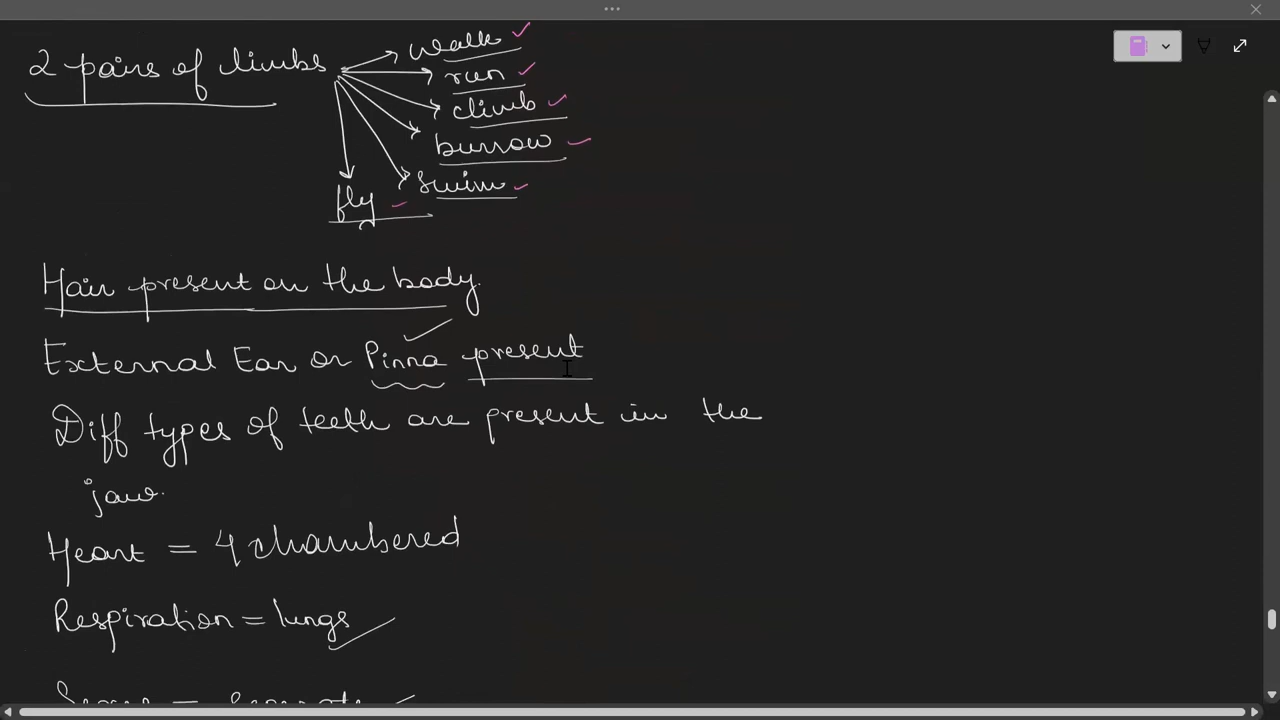 2 pairs of limbs
walk
run
climb
burrow
swim
fly
Hair present on the body.
External Ear or Pinna present
Diff types of teeth are present in the
jaw.
Heart = 4 chambered
Respiration = lungs